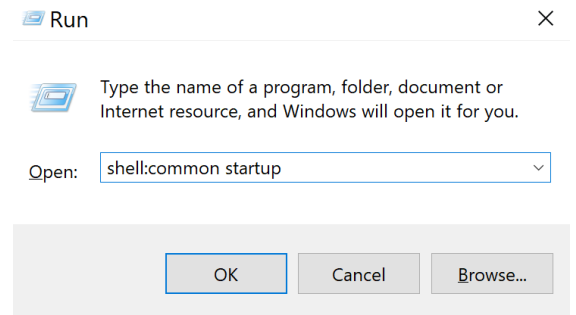 Run
Type the name of a program, folder, document or
Internet resource, and Windows will open it for you.
Open: shell:common startup
OK Cancel Browse...